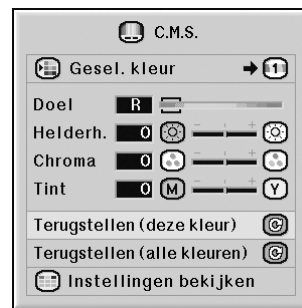 C.M.S.
Gesel. kleur 1
Doel R
Helderh. 0 - +
Chroma 0 - +
Tint 0 M - + Y
Terugstellen (deze kleur)
Terugstellen (alle kleuren)
Instellingen bekijken